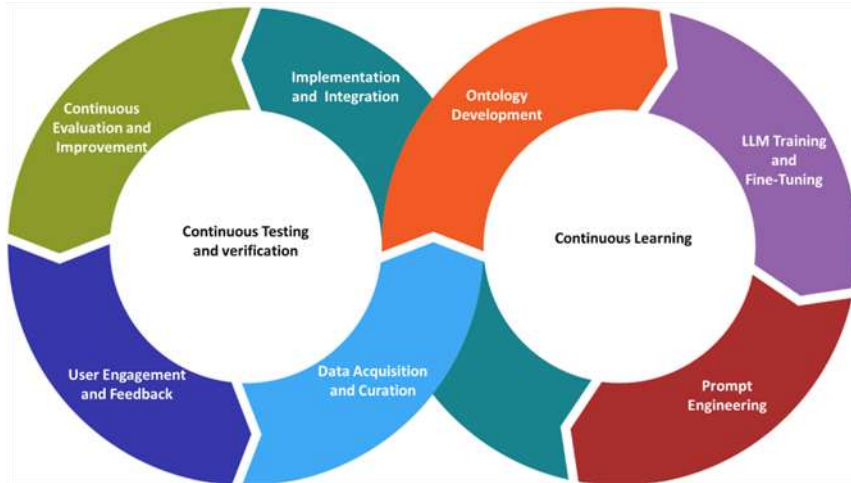 Implementation
and Integration
Continuous
Evaluation and
Improvement
Ontology
Development
LLM Training
and
Fine-Tuning
Continuous Testing
and verification
Continuous Learning
User Engagement
and Feedback
Data Acquisition
and Curation
Prompt
Engineering